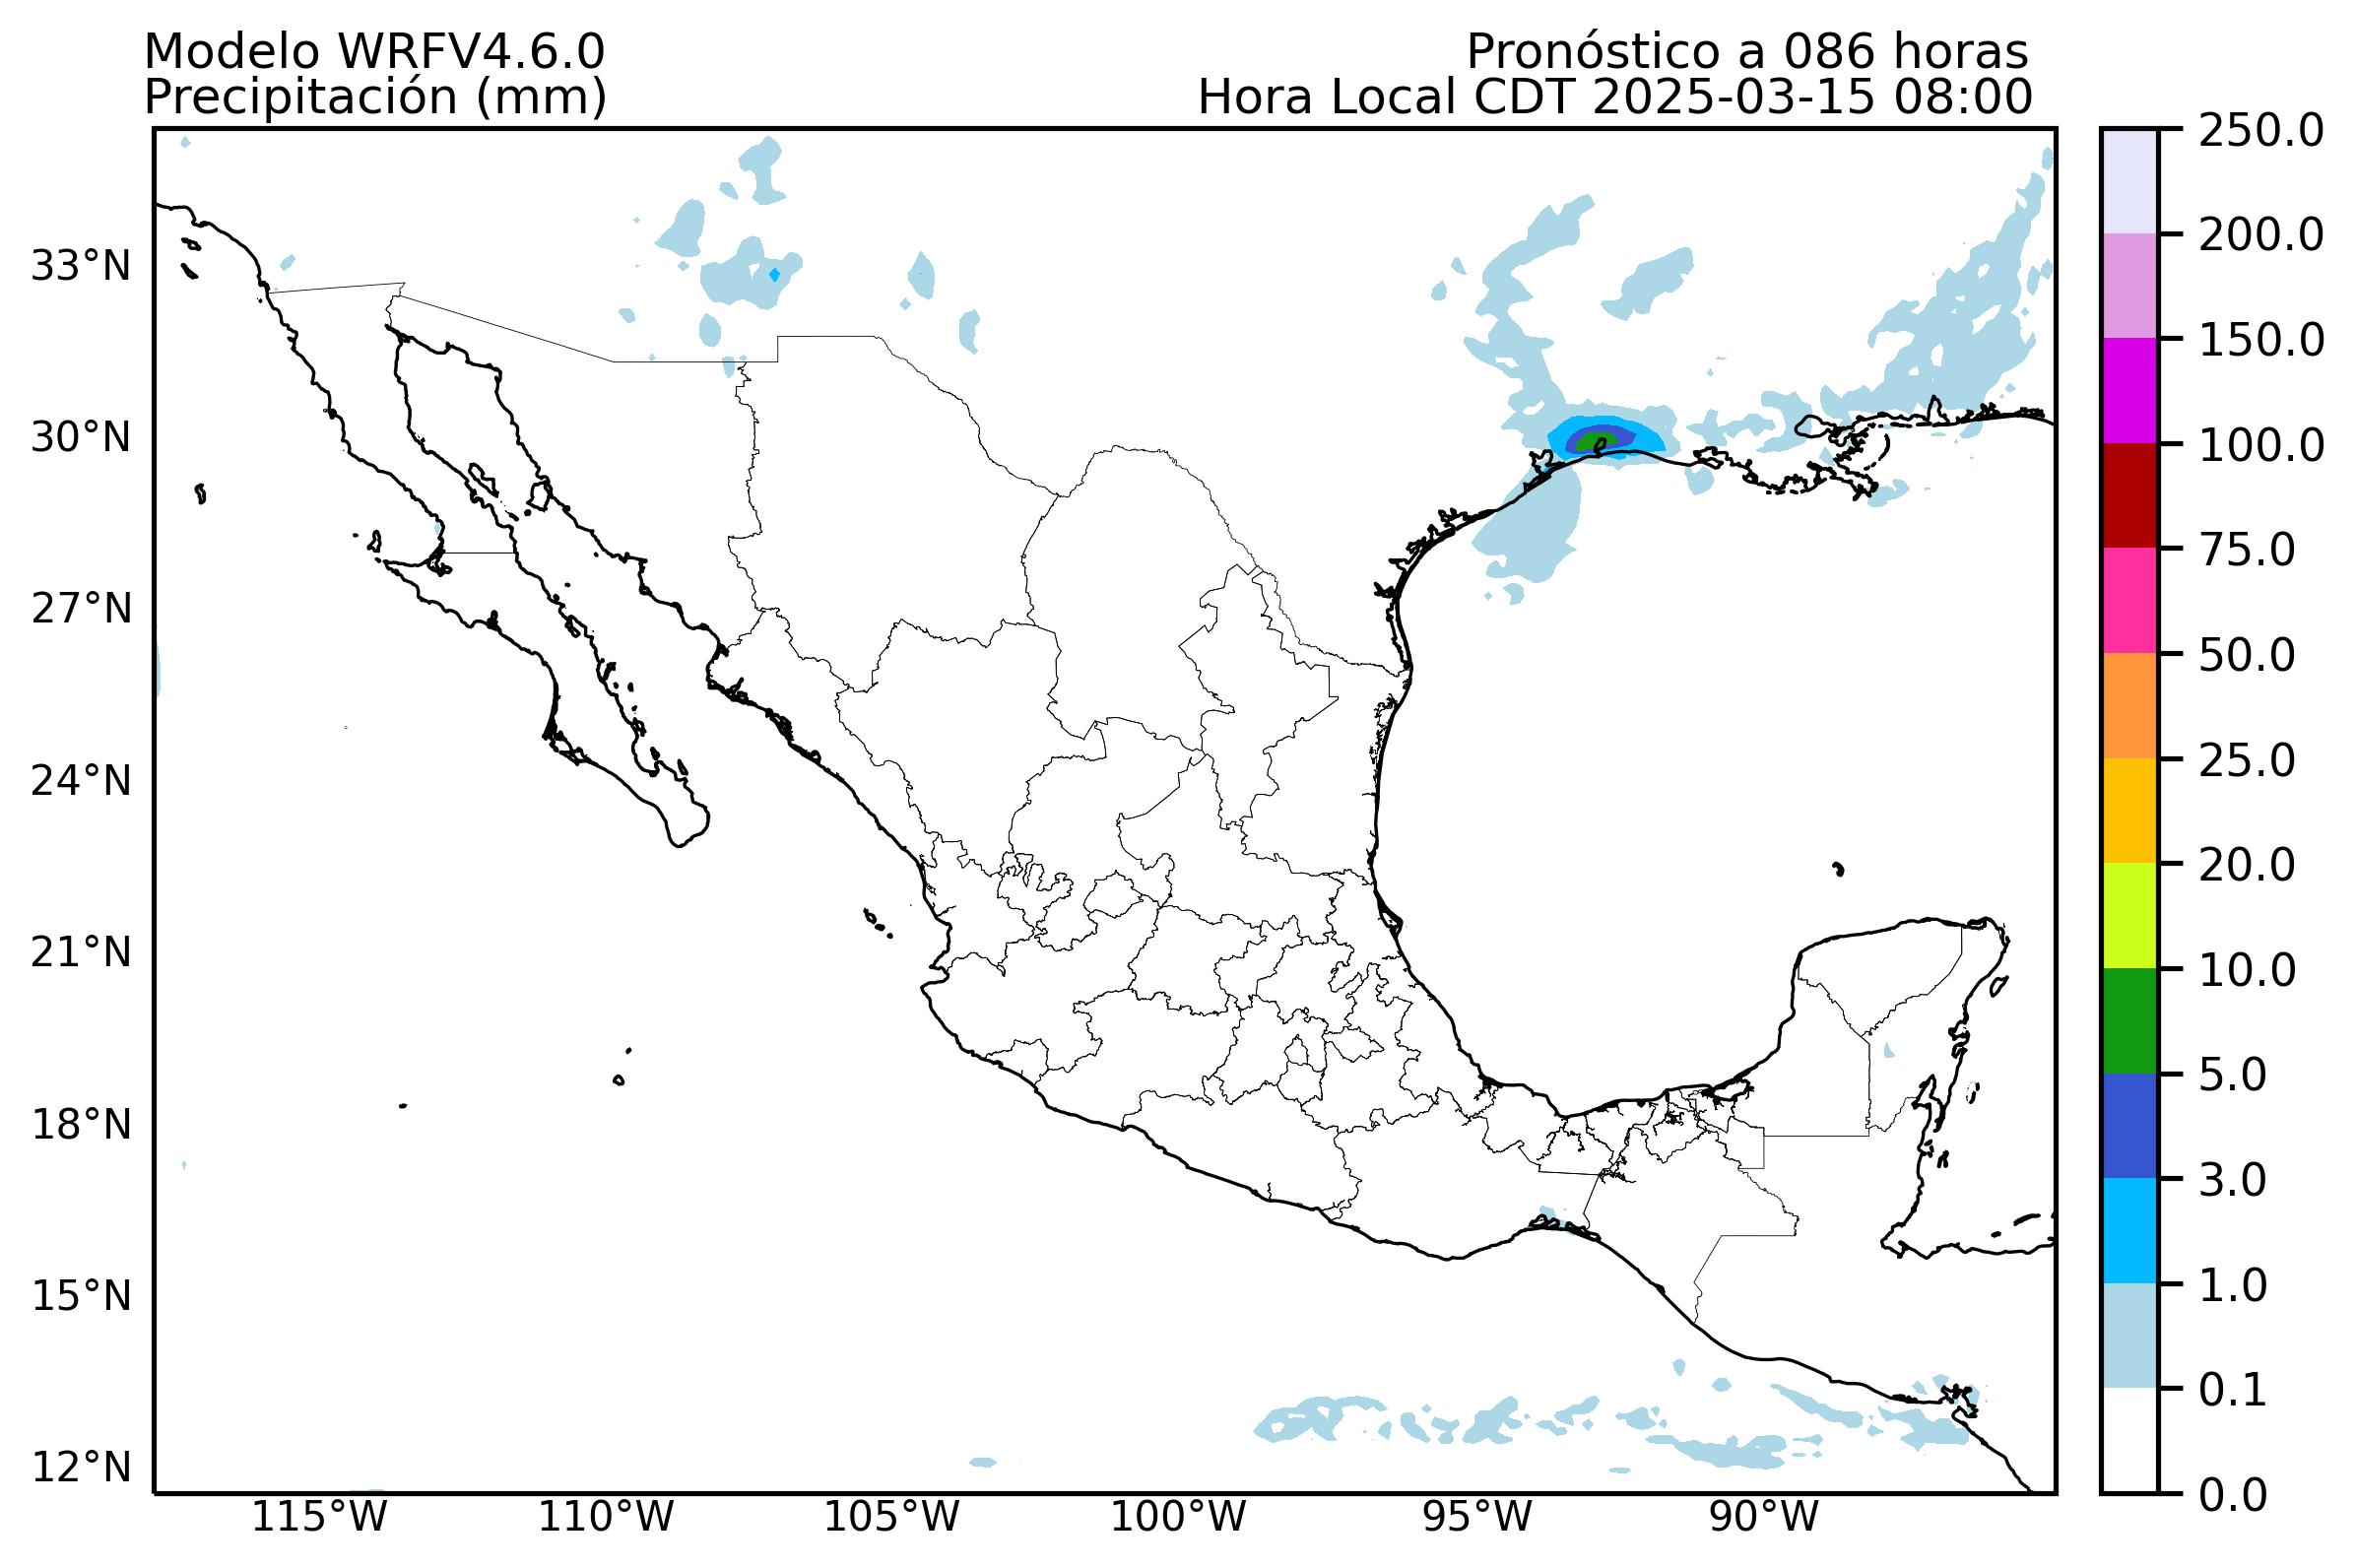 Modelo WRFV4.6.0
Precipitación (mm)
Pronóstico a 086 horas
Hora Local CDT 2025-03-15 08:00
33°N
30°N
27°N
24°N
21°N
18°N
15°N
12°N
115°W
110°W
105°W
100°W
95°W
90°W
250.0
200.0
150.0
100.0
75.0
50.0
25.0
20.0
10.0
5.0
3.0
1.0
0.1
0.0